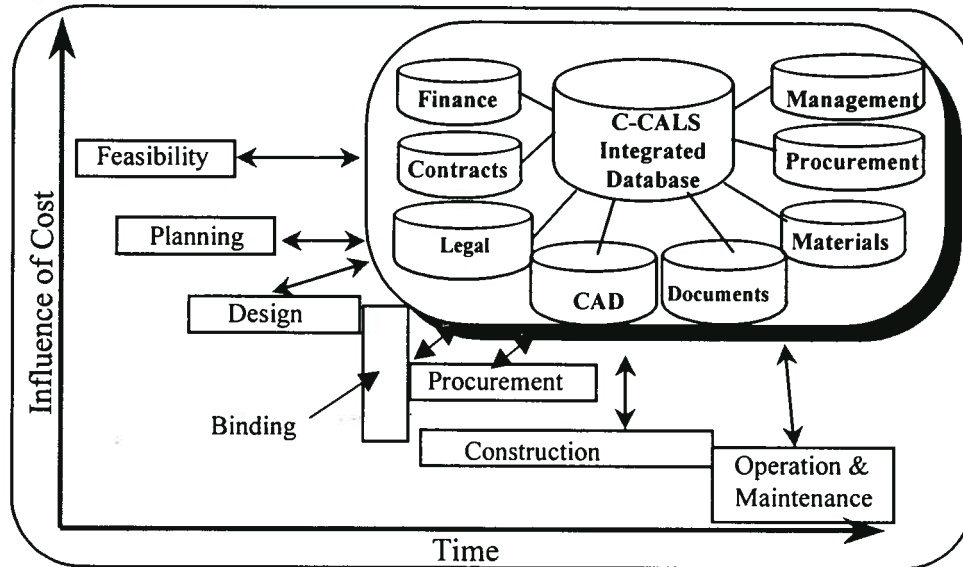 Influence of Cost
Finance
C-CALS
Integrated
Database
Management
Contracts
Procurement
Feasibility
Legal
Materials
Planning
CAD
Documents
Design
Procurement
Binding
Construction
Operation &
Maintenance
Time